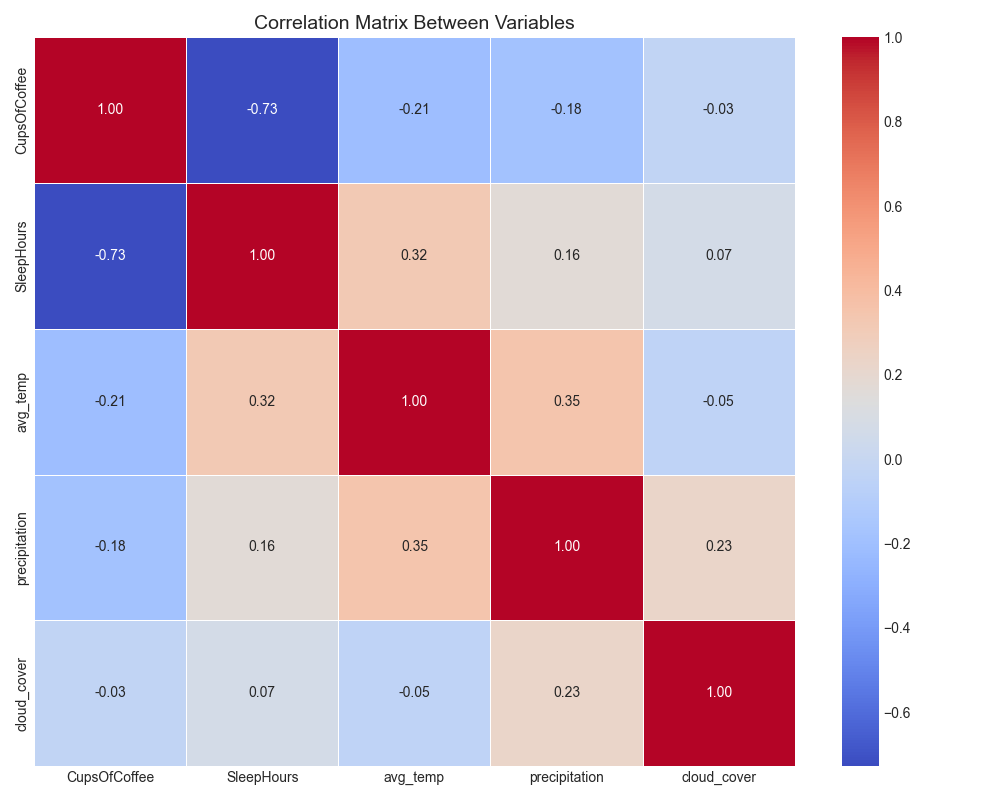 Correlation Matrix Between Variables
CupsOfCoffee 1.00 -0.73 -0.21 -0.18 -0.03
SleepHours -0.73 1.00 0.32 0.16 0.07
avg_temp -0.21 0.32 1.00 0.35 -0.05
precipitation -0.18 0.16 0.35 1.00 0.23
cloud_cover -0.03 0.07 -0.05 0.23 1.00
CupsOfCoffee SleepHours avg_temp precipitation cloud_cover
1.0
0.8
0.6
0.4
0.2
0.0
−0.2
−0.4
−0.6